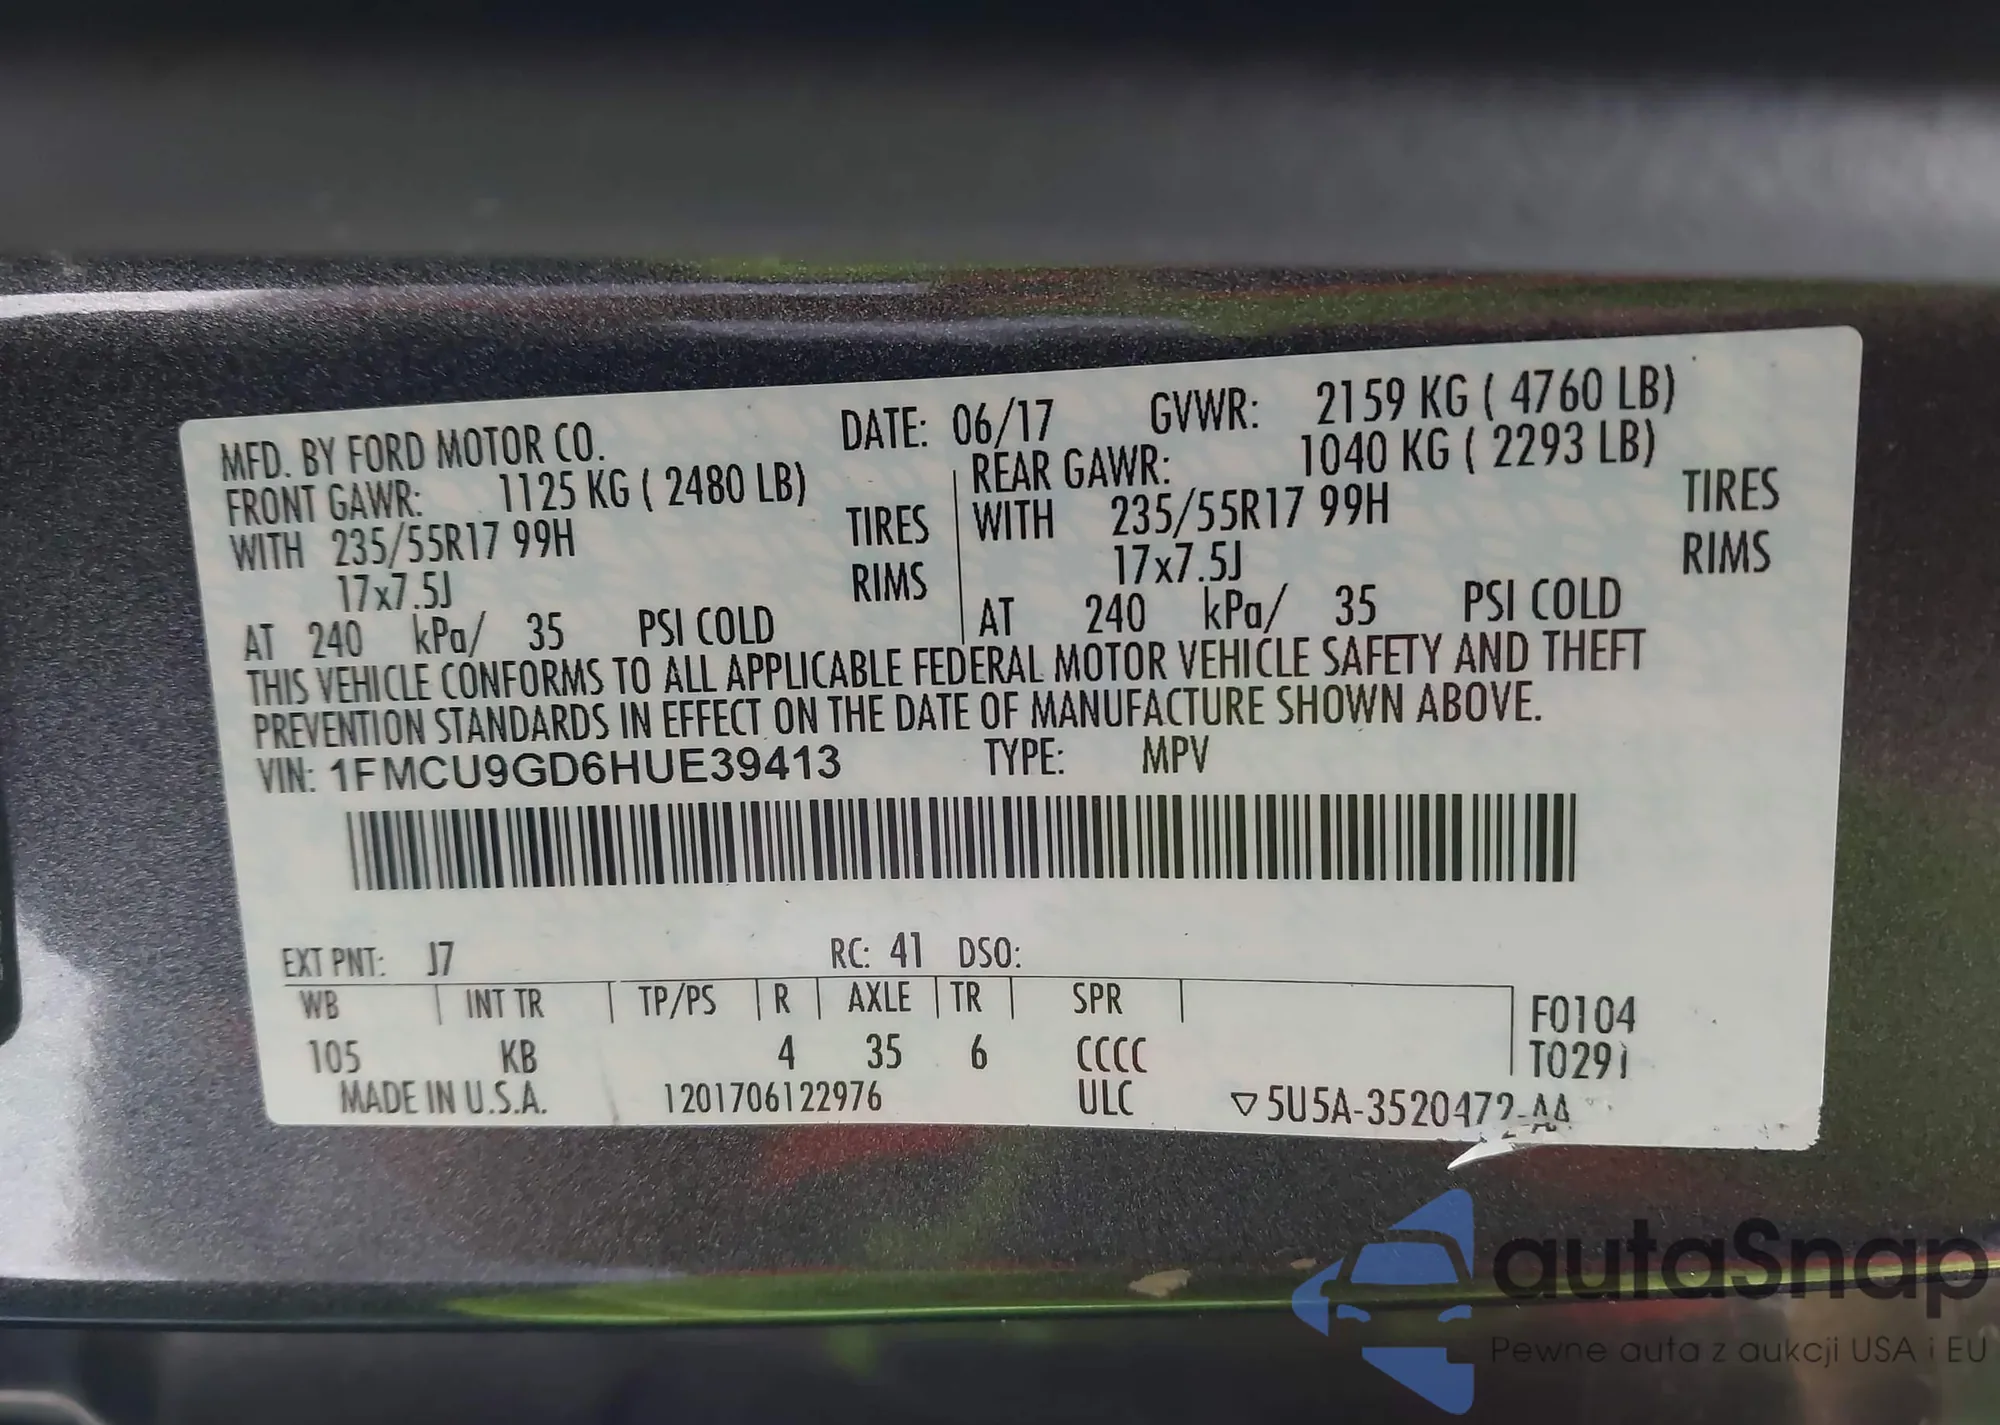 MFD. BY FORD MOTOR CO. DATE: 06/17 GVWR: 2159 KG ( 4760 LB)
FRONT GAWR: 1125 KG ( 2480 LB) REAR GAWR: 1040 KG ( 2293 LB)
WITH 235/55R17 99H TIRES WITH 235/55R17 99H TIRES
17x7.5J RIMS 17x7.5J RIMS
AT 240 kPa/ 35 PSI COLD AT 240 kPa/ 35 PSI COLD
THIS VEHICLE CONFORMS TO ALL APPLICABLE FEDERAL MOTOR VEHICLE SAFETY AND THEFT
PREVENTION STANDARDS IN EFFECT ON THE DATE OF MANUFACTURE SHOWN ABOVE.
VIN: 1FMCU9GD6HUE39413 TYPE: MPV
EXT PNT: J7 RC: 41 DSO:
WB INT TR TP/PS R AXLE TR SPR F0104
105 KB 4 35 6 CCCC T0291
MADE IN U.S.A. 1201706122976 ULC ▽5U5A-3520472-AA
autaSnap
Pewne auta z aukcji USA i EU